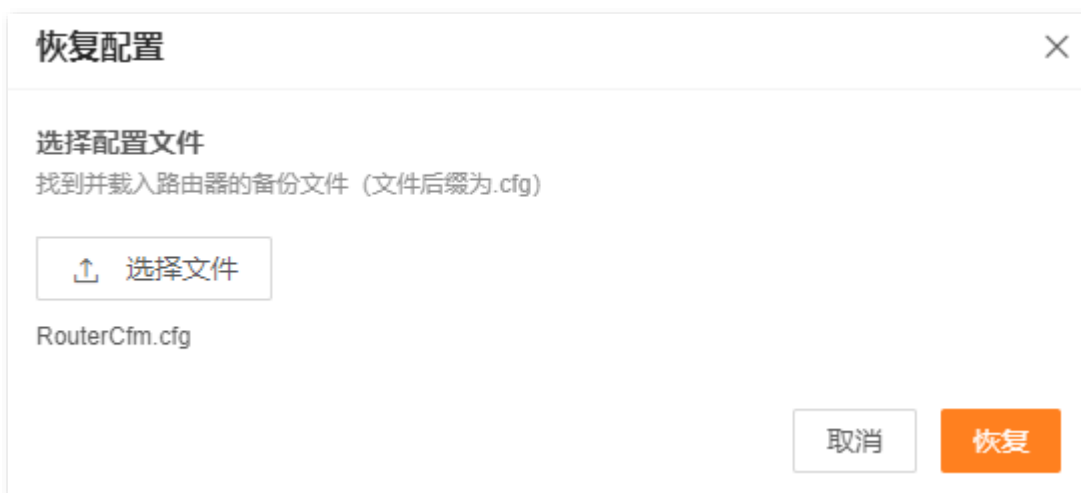 恢复配置
选择配置文件
找到并载入路由器的备份文件（文件后缀为.cfg）
选择文件
RouterCfm.cfg
取消
恢复